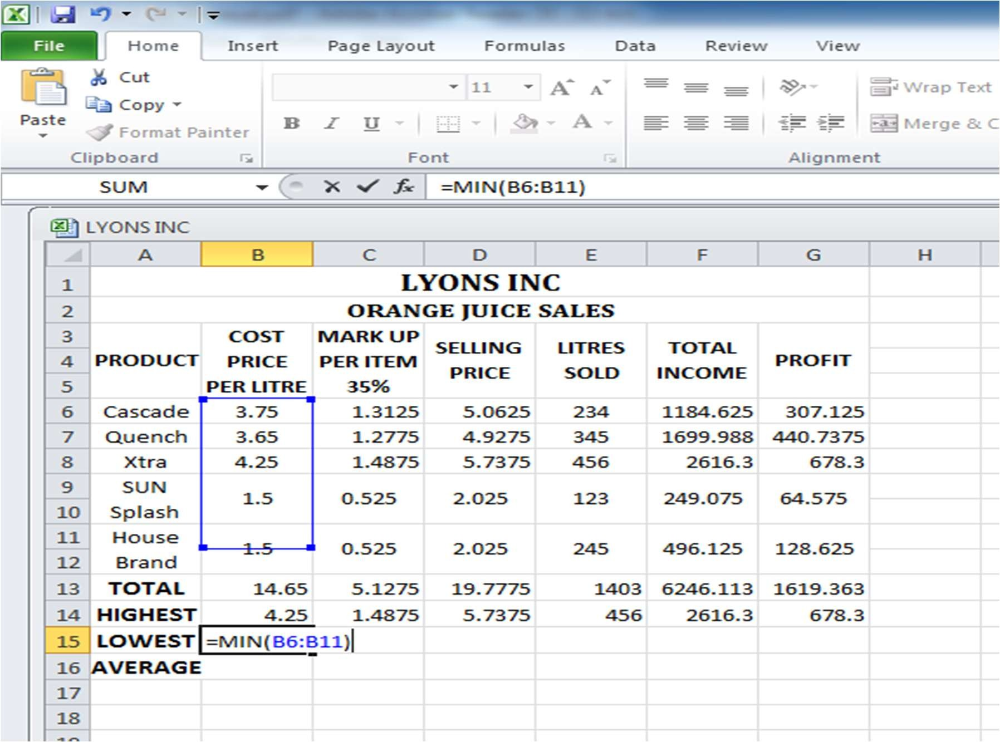 File Home Insert Page Layout Formulas Data Review View
Paste
Cut
Copy
Format Painter
Clipboard
11
B I U
Font
Wrap Text
Merge & C
Alignment
SUM fx =MIN(B6:B11)
LYONS INC
A B C D E F G H
1 LYONS INC
2 ORANGE JUICE SALES
3
4
5
PRODUCT
COST
PRICE
PER LITRE
MARK UP
PER ITEM
35%
SELLING
PRICE
LITRES
SOLD
TOTAL
INCOME
PROFIT
6 Cascade 3.75 1.3125 5.0625 234 1184.625 307.125
7 Quench 3.65 1.2775 4.9275 345 1699.988 440.7375
8 Xtra 4.25 1.4875 5.7375 456 2616.3 678.3
9 SUN
10 Splash
1.5 0.525 2.025 123 249.075 64.575
11 House
12 Brand
1.5 0.525 2.025 245 496.125 128.625
13 TOTAL 14.65 5.1275 19.7775 1403 6246.113 1619.363
14 HIGHEST 4.25 1.4875 5.7375 456 2616.3 678.3
15 LOWEST =MIN(B6:B11)
16 AVERAGE
17
18